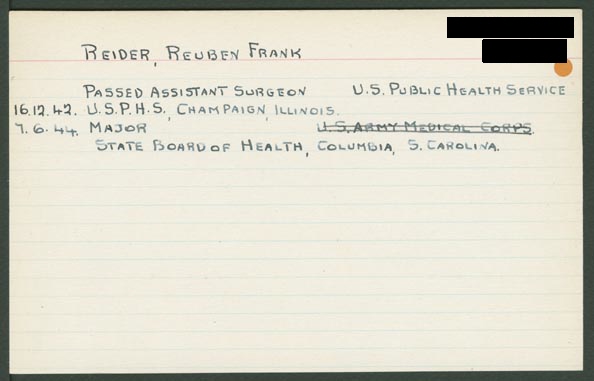 REIDER, REUBEN FRANK
PASSED ASSISTANT SURGEON U.S. PUBLIC HEALTH SERVICE
16.12.42. U.S.P.H.S., CHAMPAIGN, ILLINOIS.
7.6.44. MAJOR U.S. ARMY MEDICAL CORPS
STATE BOARD OF HEALTH, COLUMBIA, S. CAROLINA.